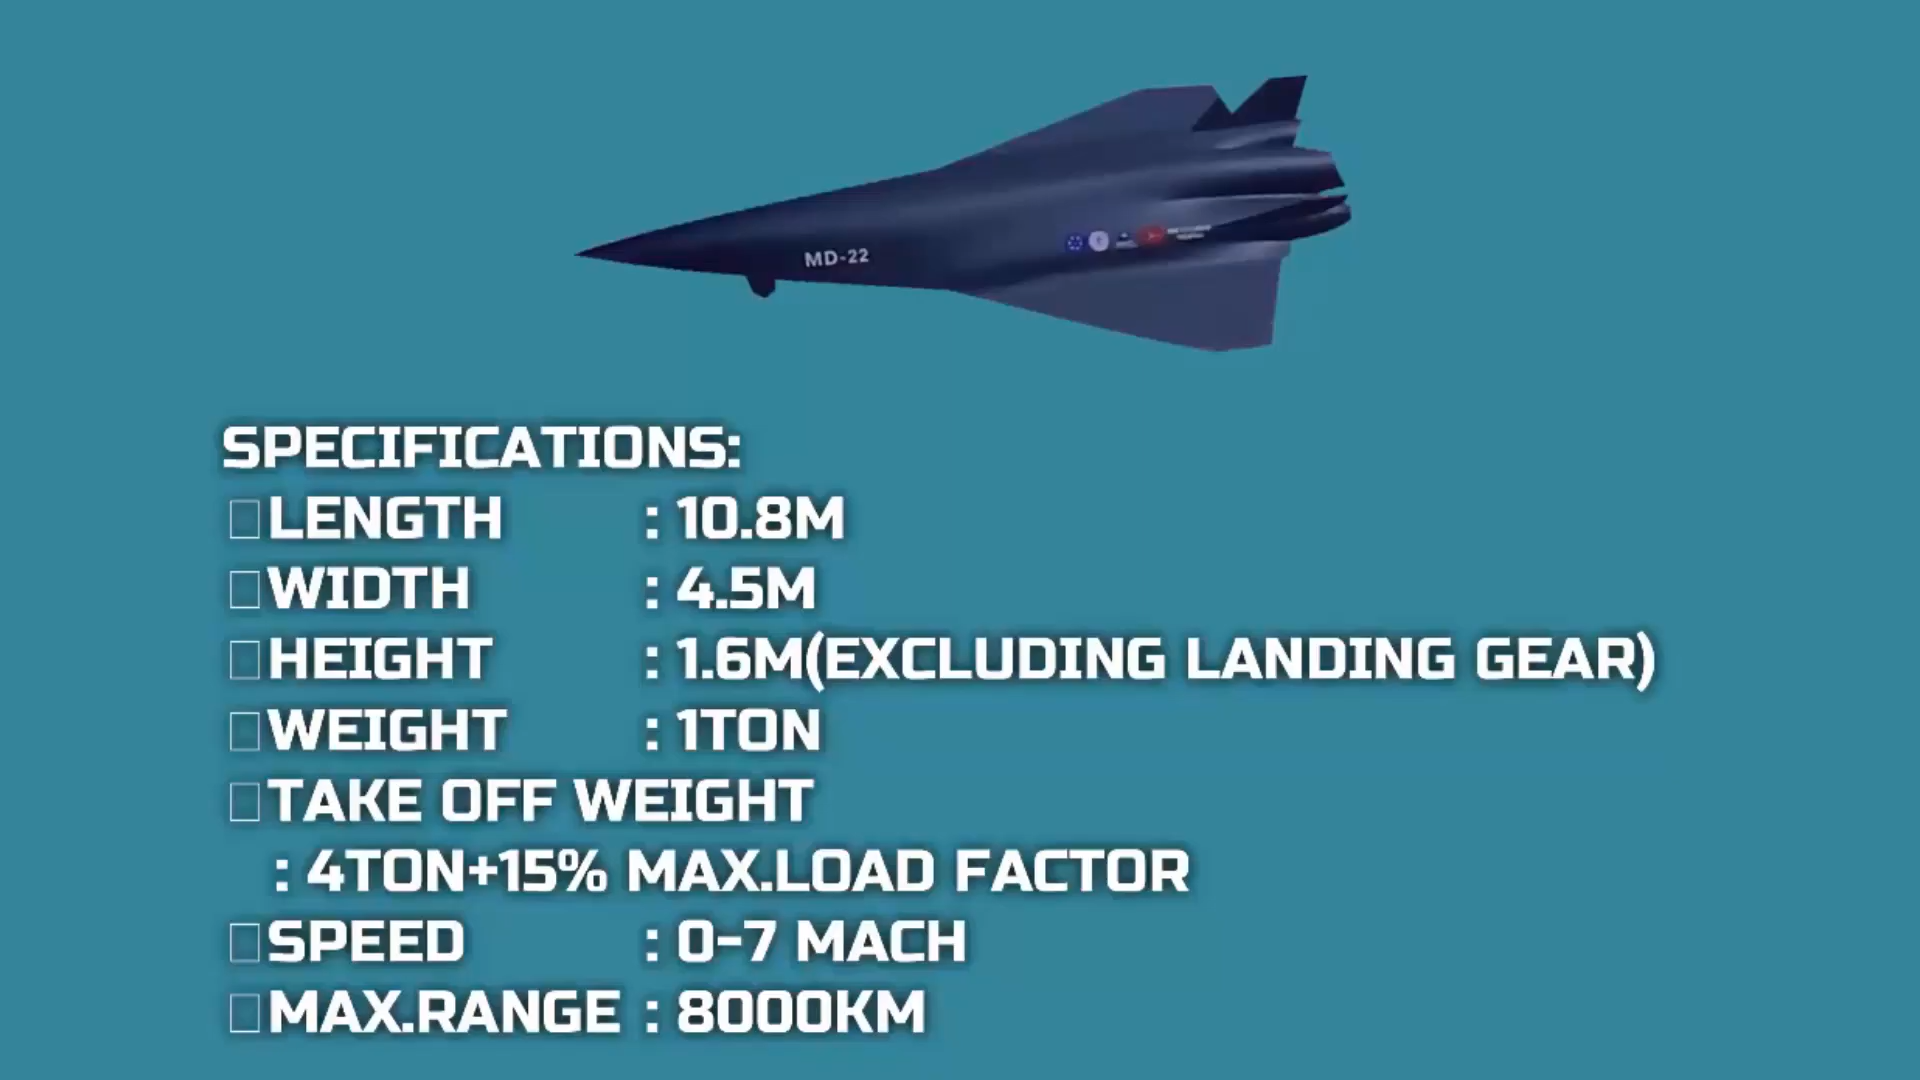 MD-22
SPECIFICATIONS:
LENGTH : 10.8M
WIDTH : 4.5M
HEIGHT : 1.6M(EXCLUDING LANDING GEAR)
WEIGHT : 1TON
TAKE OFF WEIGHT
: 4TON+15% MAX.LOAD FACTOR
SPEED : 0-7 MACH
MAX.RANGE : 8000KM